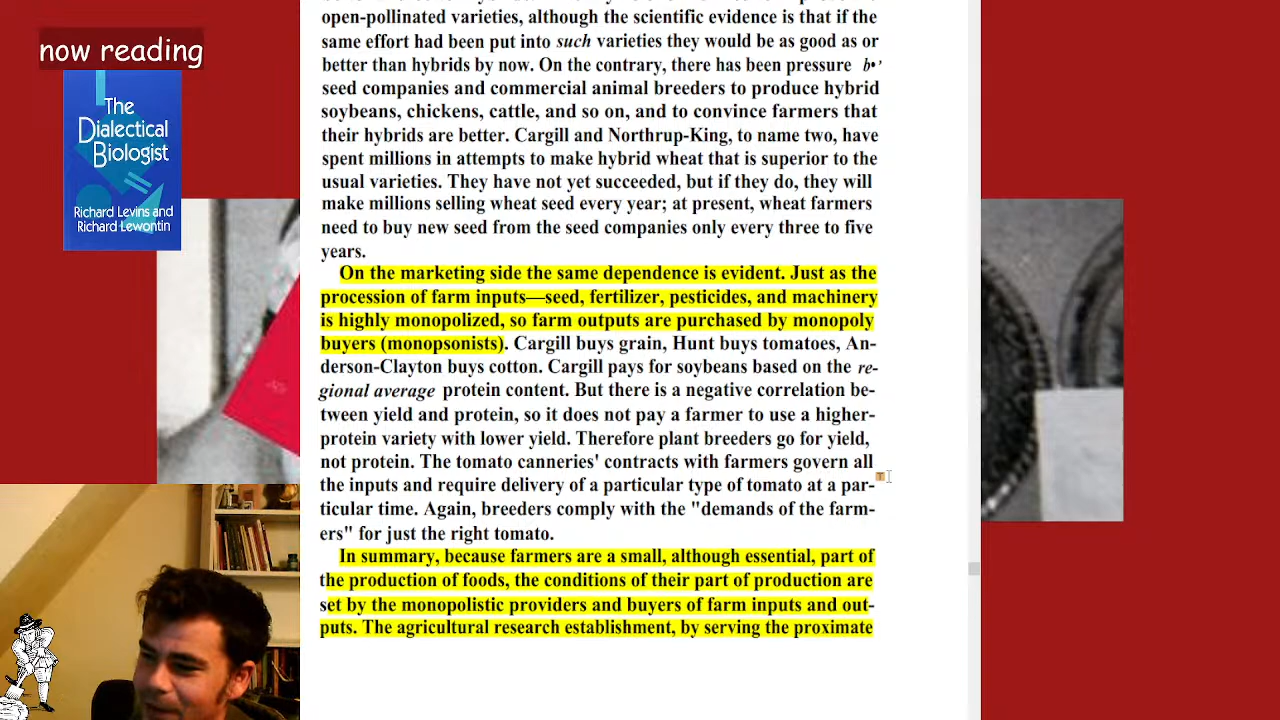 now reading
The
Dialectical
Biologist
Richard Levins and
Richard Lewontin
open-pollinated varieties, although the scientific evidence is that if the
same effort had been put into such varieties they would be as good as or
better than hybrids by now. On the contrary, there has been pressure b•'
seed companies and commercial animal breeders to produce hybrid
soybeans, chickens, cattle, and so on, and to convince farmers that
their hybrids are better. Cargill and Northrup-King, to name two, have
spent millions in attempts to make hybrid wheat that is superior to the
usual varieties. They have not yet succeeded, but if they do, they will
make millions selling wheat seed every year; at present, wheat farmers
need to buy new seed from the seed companies only every three to five
years.
On the marketing side the same dependence is evident. Just as the
procession of farm inputs—seed, fertilizer, pesticides, and machinery
is highly monopolized, so farm outputs are purchased by monopoly
buyers (monopsonists). Cargill buys grain, Hunt buys tomatoes, An-
derson-Clayton buys cotton. Cargill pays for soybeans based on the re-
gional average protein content. But there is a negative correlation be-
tween yield and protein, so it does not pay a farmer to use a higher-
protein variety with lower yield. Therefore plant breeders go for yield,
not protein. The tomato canneries' contracts with farmers govern all
the inputs and require delivery of a particular type of tomato at a par-
ticular time. Again, breeders comply with the "demands of the farm-
ers" for just the right tomato.
In summary, because farmers are a small, although essential, part of
the production of foods, the conditions of their part of production are
set by the monopolistic providers and buyers of farm inputs and out-
puts. The agricultural research establishment, by serving the proximate